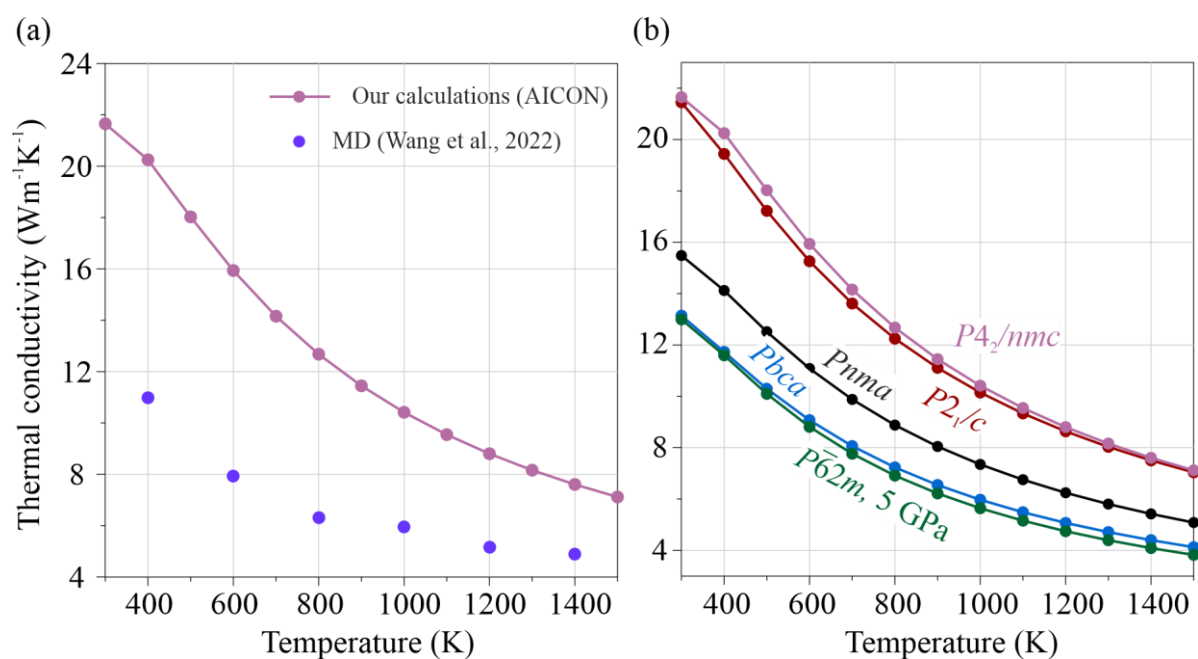 (a)
(b)
Thermal conductivity (Wm⁻¹K⁻¹)
24
20
16
12
8
4
Our calculations (AICON)
MD (Wang et al., 2022)
400 600 800 1000 1200 1400
Temperature (K)
20
16
12
8
4
P4₂/nmc
P2₁/c
Pnma
Pbca
P6̅2m, 5 GPa
400 600 800 1000 1200 1400
Temperature (K)